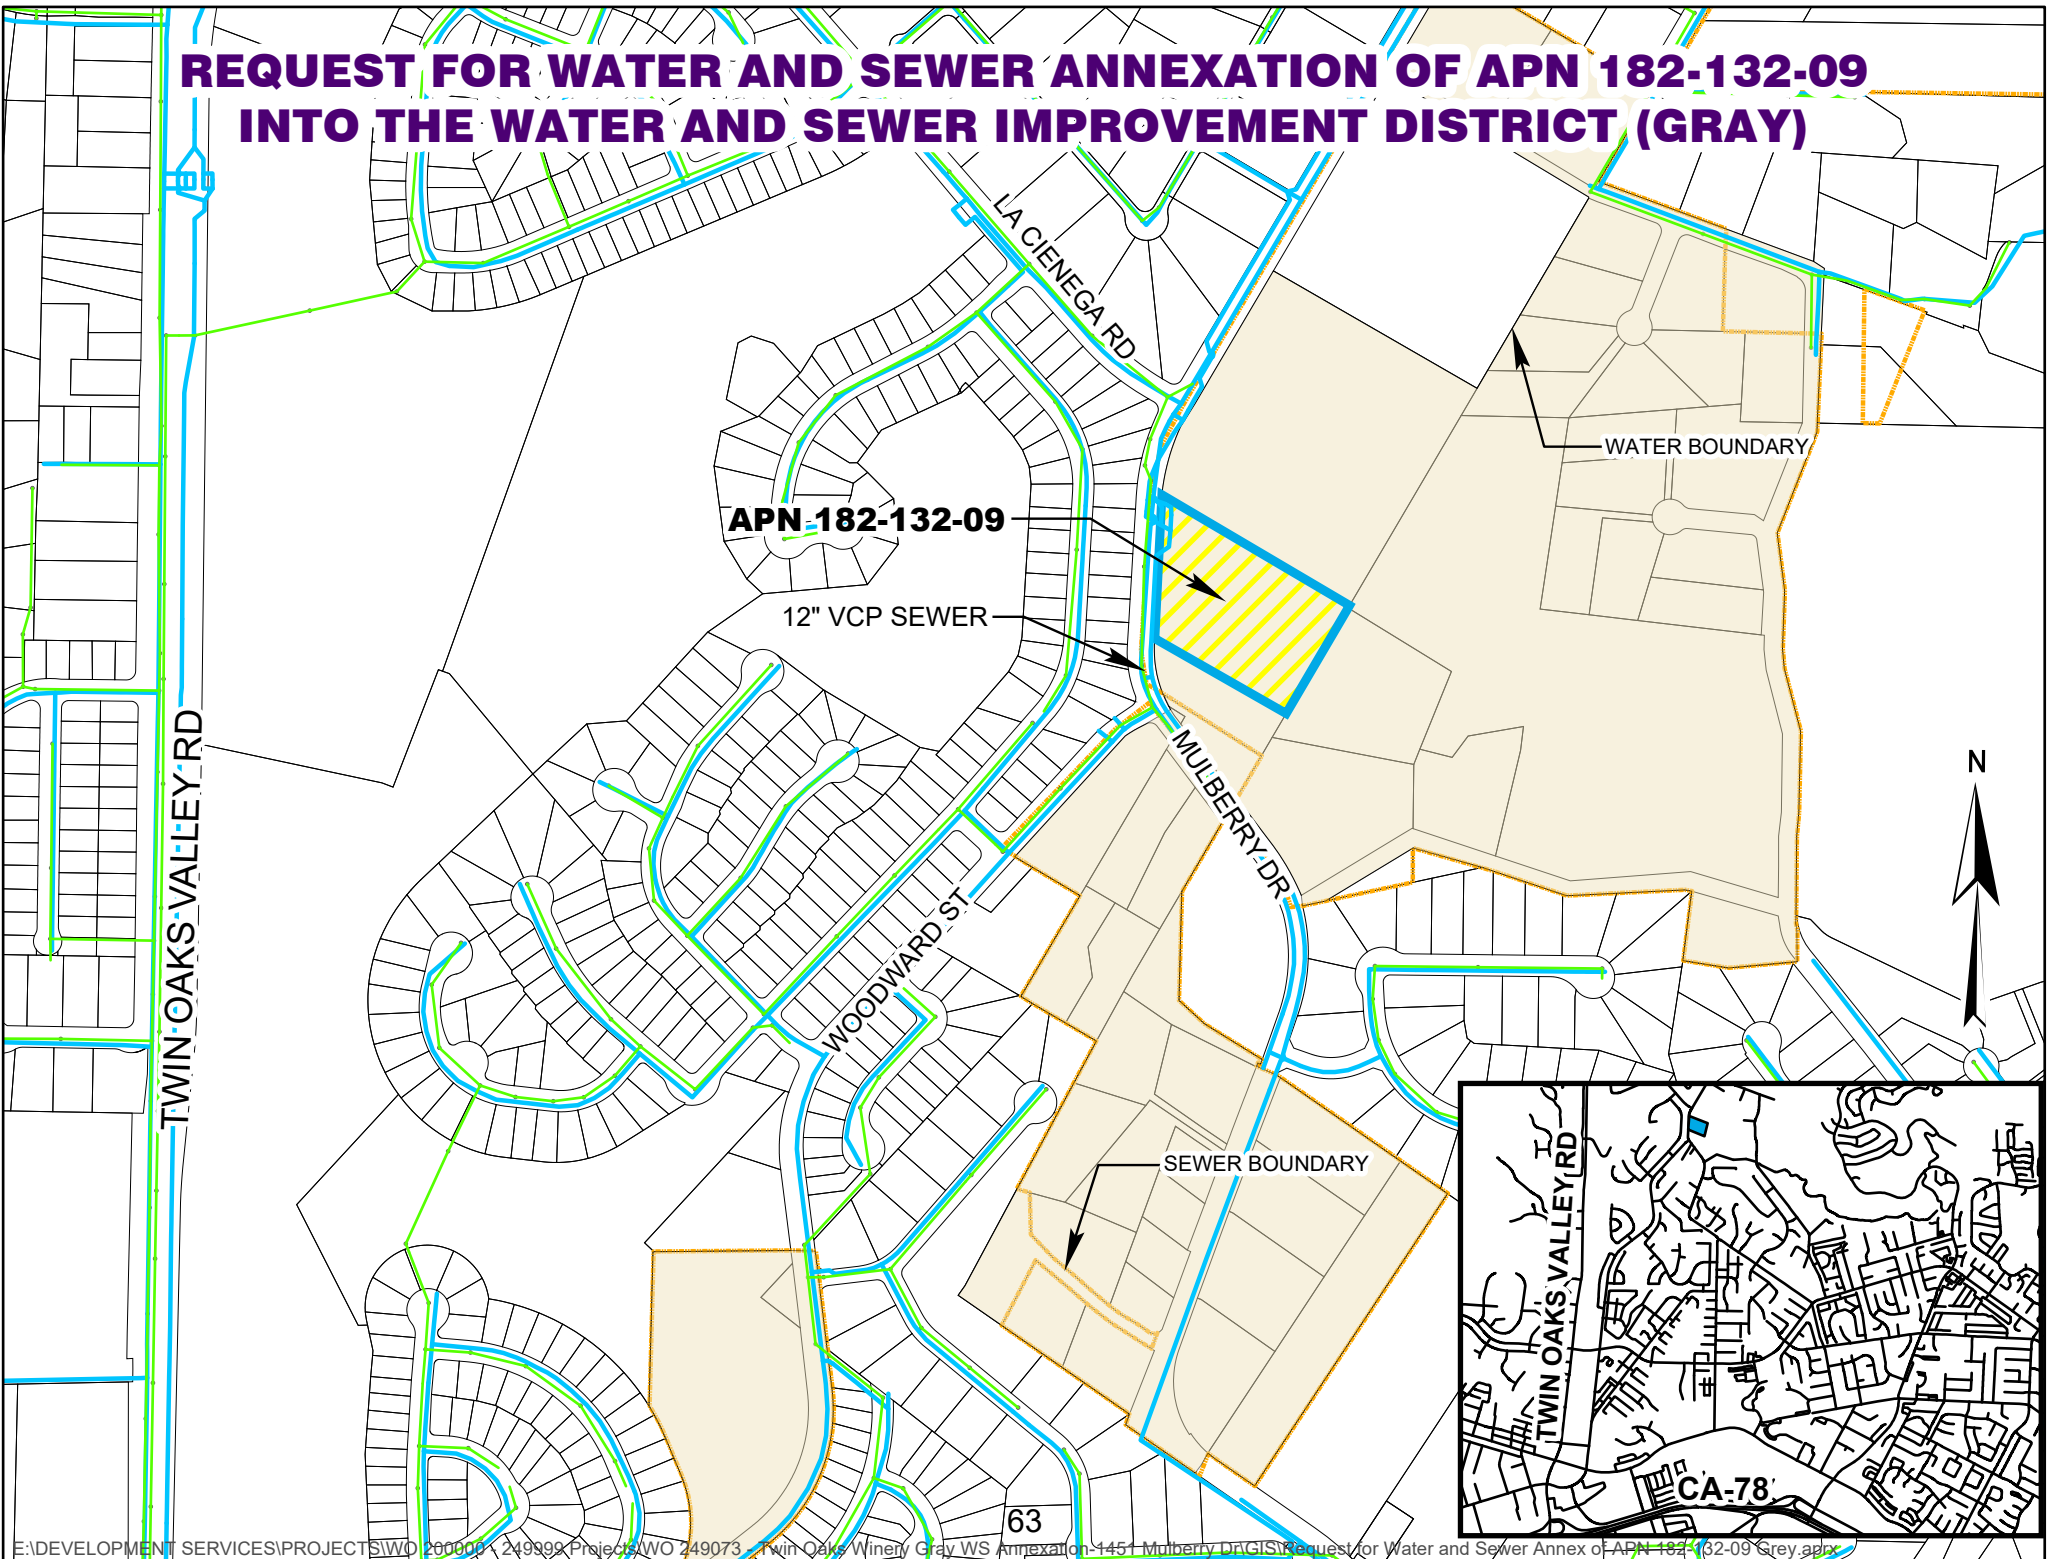 REQUEST FOR WATER AND SEWER ANNEXATION OF APN 182-132-09
INTO THE WATER AND SEWER IMPROVEMENT DISTRICT (GRAY)
LA CIENEGA RD
WATER BOUNDARY
APN 182-132-09
12" VCP SEWER
TWIN OAKS VALLEY RD
MULBERRY DR
N
WOODWARD ST
SEWER BOUNDARY
TWIN OAKS VALLEY RD
CA-78
63
E:\DEVELOPMENT SERVICES\PROJECTS\WO 200000 - 249999 Projects\WO 249073 - Twin Oaks Winery Gray WS Annexation-1451 Mulberry Dr\GIS\Request for Water and Sewer Annex of APN 182-132-09 Grey.aprx